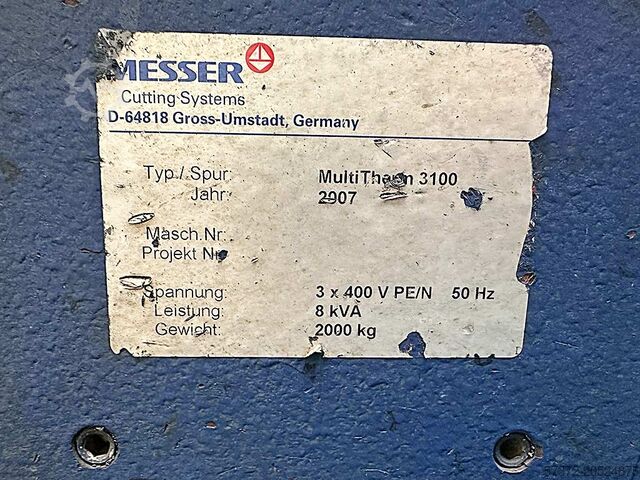 MESSER
Cutting Systems
D-64818 Gross-Umstadt, Germany
Typ./ Spur: MultiTherm 3100
Jahr: 2007
Masch.Nr.
Projekt Nr.
Spannung: 3 x 400 V PE/N 50 Hz
Leistung: 8 kVA
Gewicht: 2000 kg